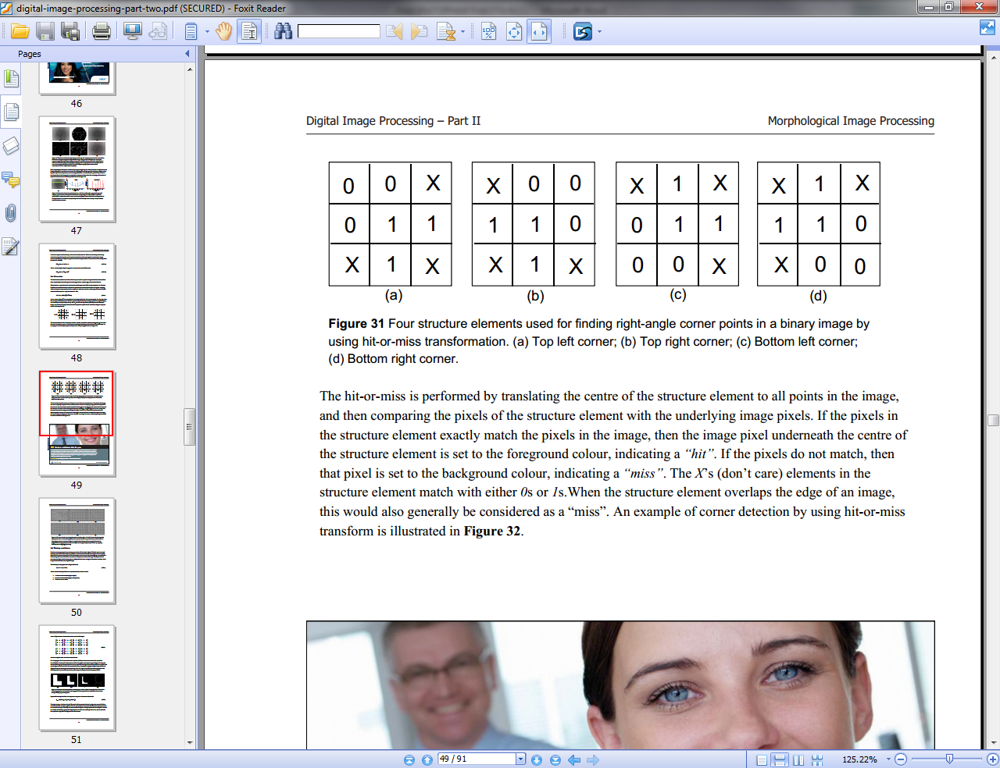 digital-image-processing-part-two.pdf (SECURED) - Foxit Reader
Pages
46
47
48
49
50
51
Digital Image Processing – Part II
Morphological Image Processing
0 0 X X 0 0 X 1 X X 1 X
0 1 1 1 1 0 0 1 1 1 1 0
X 1 X X 1 X 0 0 X X 0 0
(a) (b) (c) (d)
Figure 31 Four structure elements used for finding right-angle corner points in a binary image by
using hit-or-miss transformation. (a) Top left corner; (b) Top right corner; (c) Bottom left corner;
(d) Bottom right corner.
The hit-or-miss is performed by translating the centre of the structure element to all points in the image,
and then comparing the pixels of the structure element with the underlying image pixels. If the pixels in
the structure element exactly match the pixels in the image, then the image pixel underneath the centre of
the structure element is set to the foreground colour, indicating a “hit”. If the pixels do not match, then
that pixel is set to the background colour, indicating a “miss”. The X’s (don’t care) elements in the
structure element match with either 0s or 1s.When the structure element overlaps the edge of an image,
this would also generally be considered as a “miss”. An example of corner detection by using hit-or-miss
transform is illustrated in Figure 32.
49 / 91
125.22%